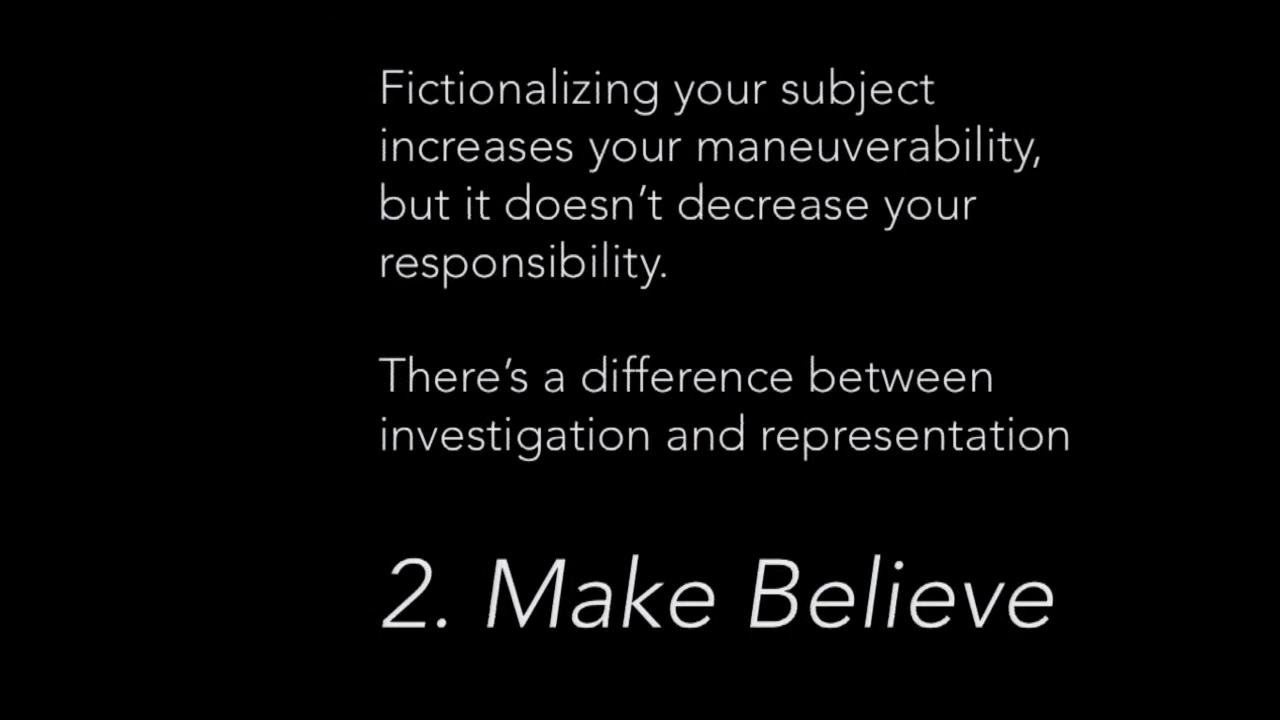 Fictionalizing your subject
increases your maneuverability,
but it doesn’t decrease your
responsibility.
There’s a difference between
investigation and representation
2. Make Believe